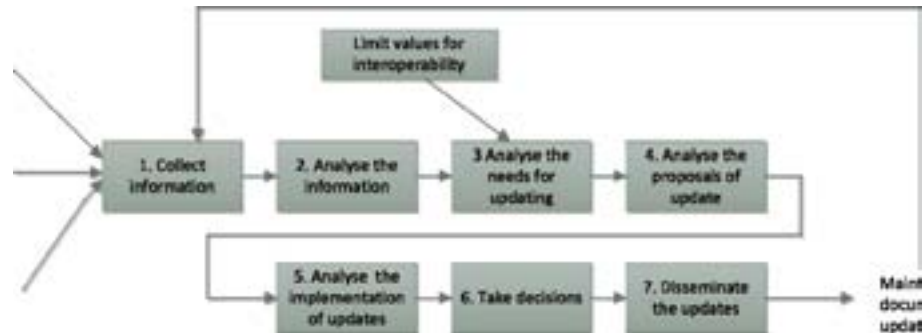 Limit values for
interoperability
1. Collect
information
2. Analyse the
information
3 Analyse the
needs for
updating
4. Analyse the
proposals of
update
5. Analyse the
implementation
of updates
6. Take decisions
7. Disseminate
the updates